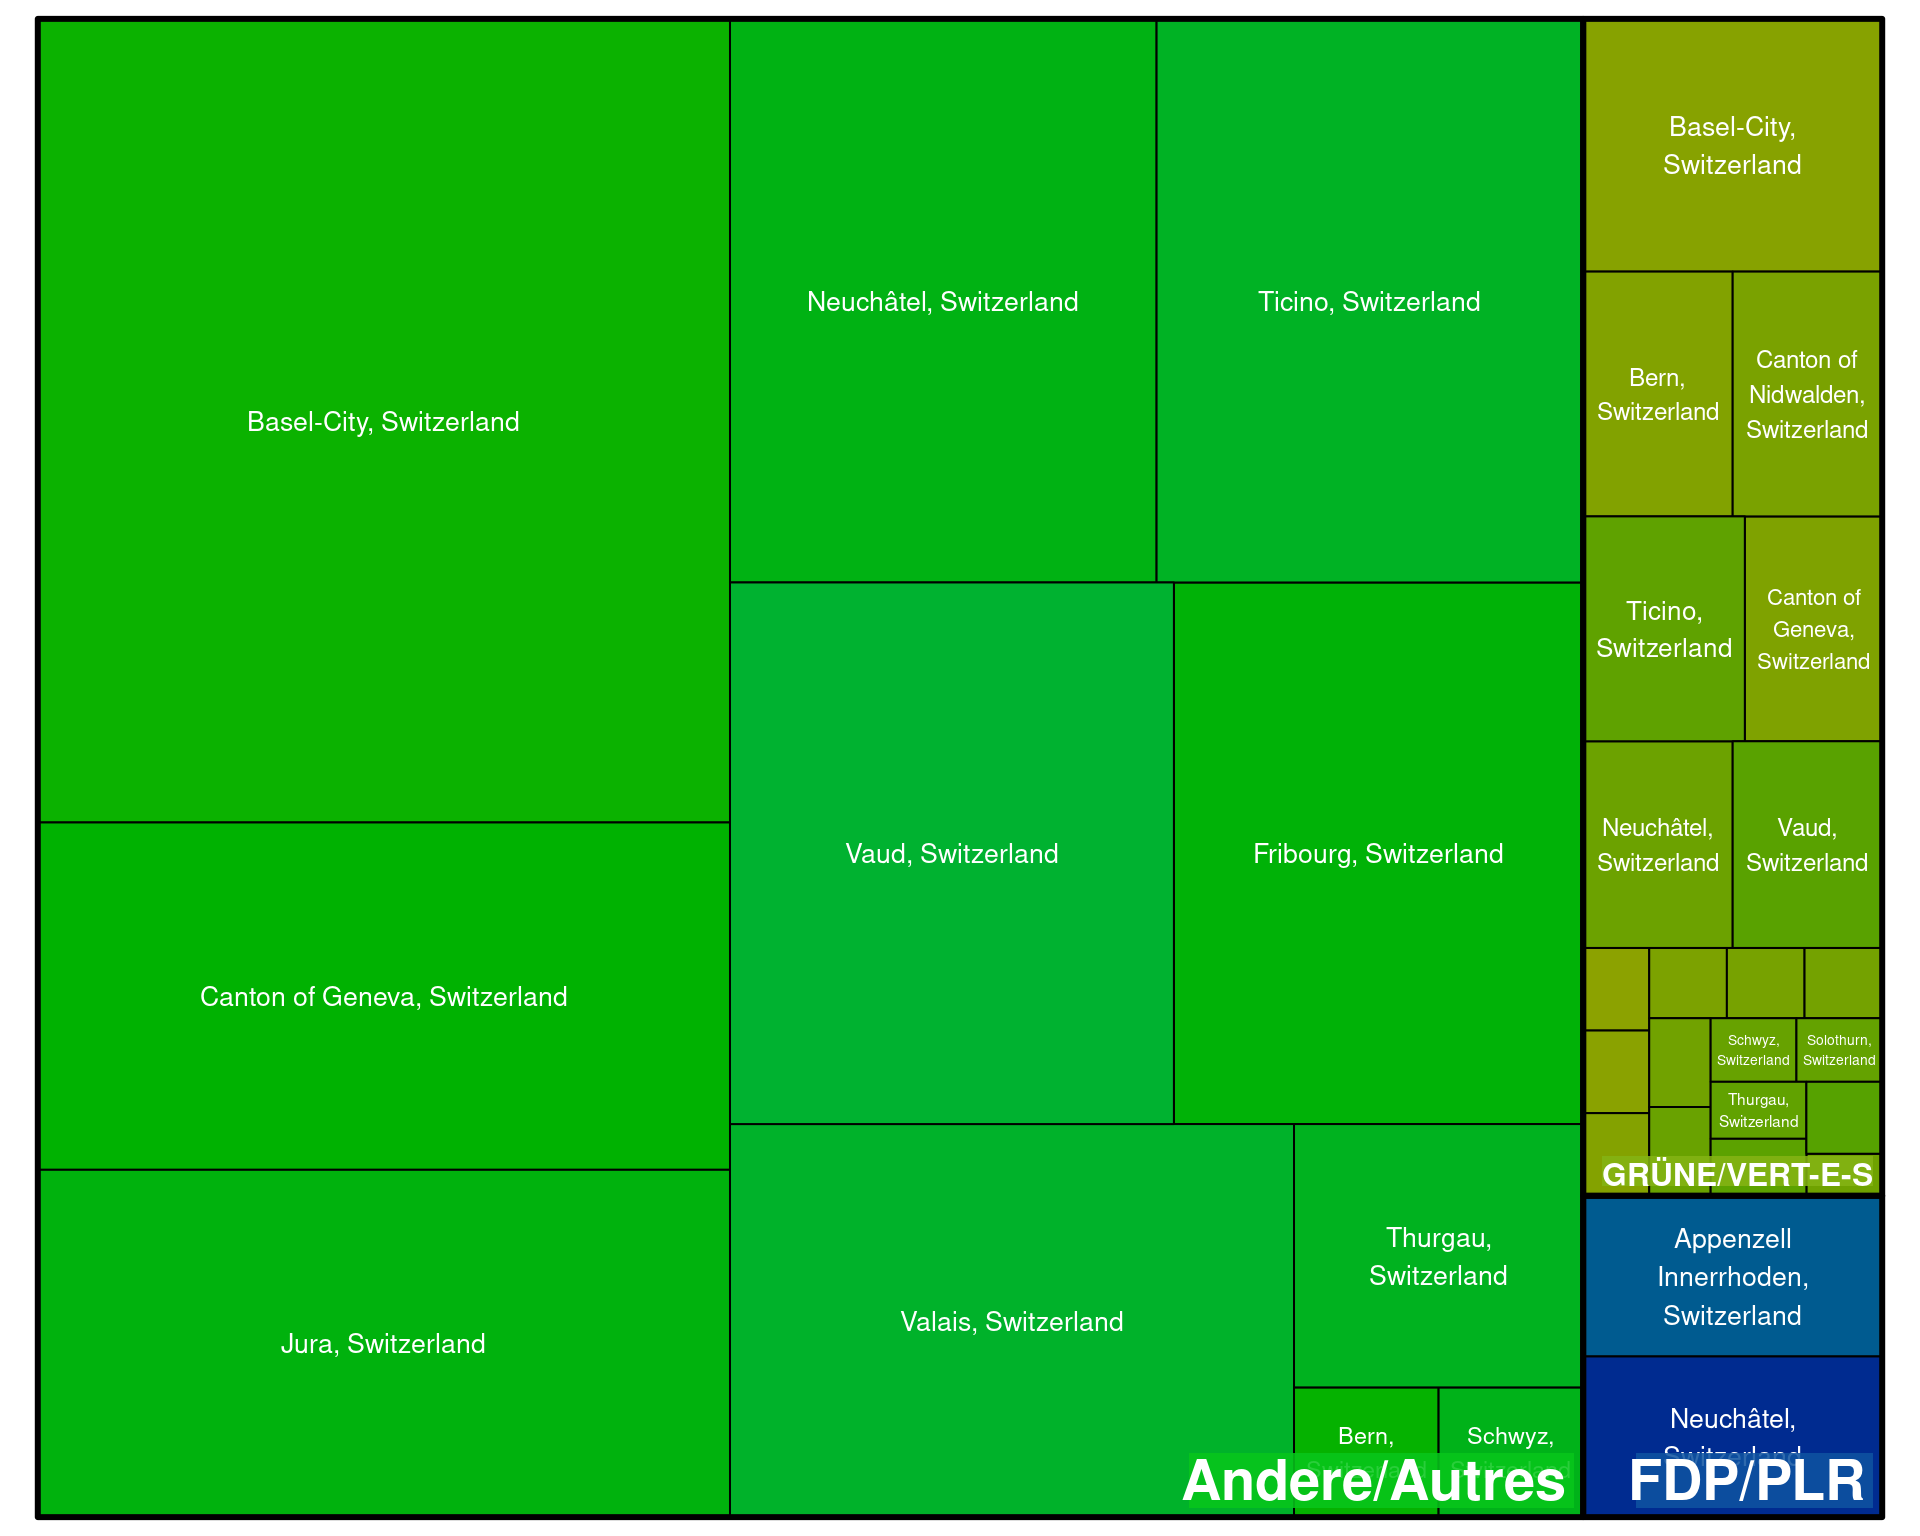 Basel-City, Switzerland
Canton of Geneva, Switzerland
Jura, Switzerland
Neuchâtel, Switzerland
Ticino, Switzerland
Vaud, Switzerland
Fribourg, Switzerland
Valais, Switzerland
Thurgau,
Switzerland
Bern,
Switzerland
Schwyz,
Switzerland
Andere/Autres
Basel-City,
Switzerland
Bern,
Switzerland
Canton of
Nidwalden,
Switzerland
Ticino,
Switzerland
Canton of
Geneva,
Switzerland
Neuchâtel,
Switzerland
Vaud,
Switzerland
Schwyz,
Switzerland
Solothurn,
Switzerland
Thurgau,
Switzerland
GRÜNE/VERT-E-S
Appenzell
Innerrhoden,
Switzerland
Neuchâtel,
Switzerland
FDP/PLR